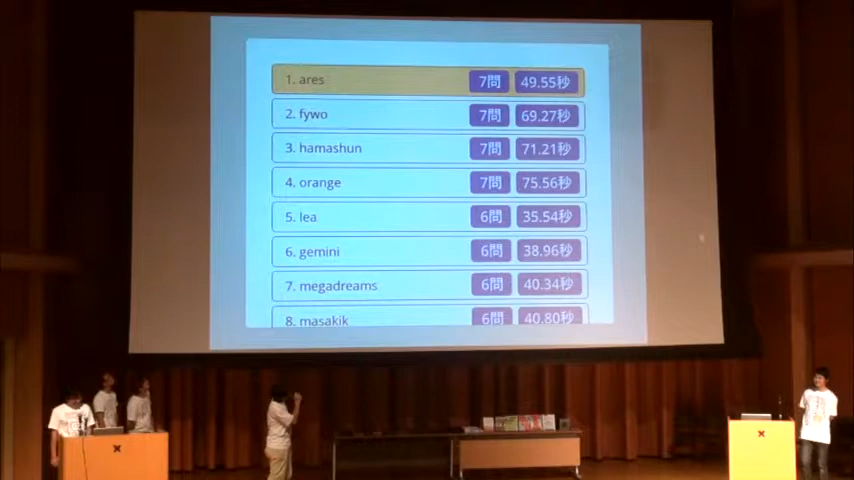 1. ares 7問 49.55秒
2. fywo 7問 69.27秒
3. hamashun 7問 71.21秒
4. orange 7問 75.56秒
5. lea 6問 35.54秒
6. gemini 6問 38.96秒
7. megadreams 6問 40.34秒
8. masakik 6問 40.80秒